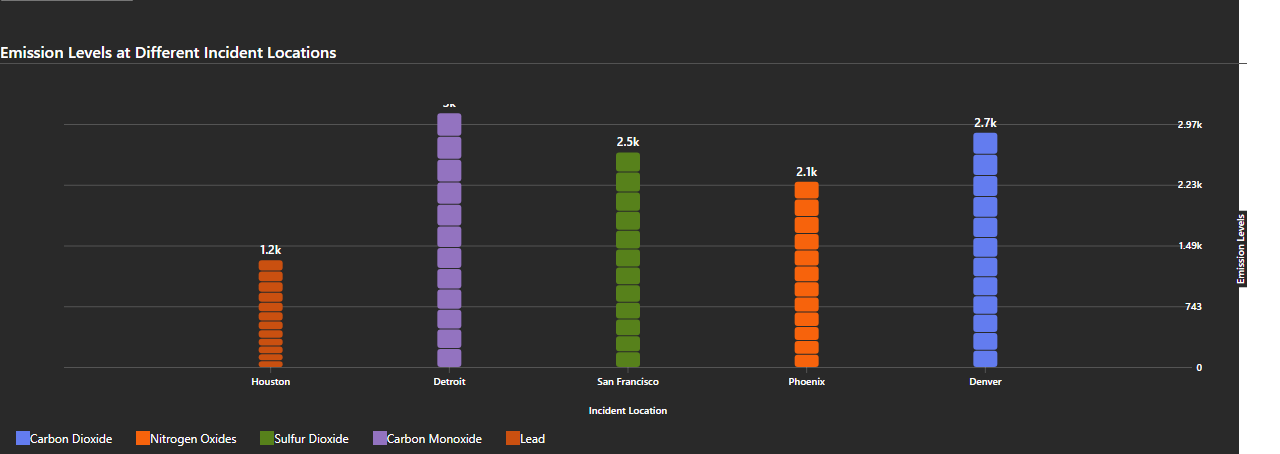 Emission Levels at Different Incident Locations
3k
2.7k
2.97k
2.5k
2.1k
2.23k
1.2k
1.49k
Emission Levels
743
0
Houston
Detroit
San Francisco
Phoenix
Denver
Incident Location
Carbon Dioxide
Nitrogen Oxides
Sulfur Dioxide
Carbon Monoxide
Lead